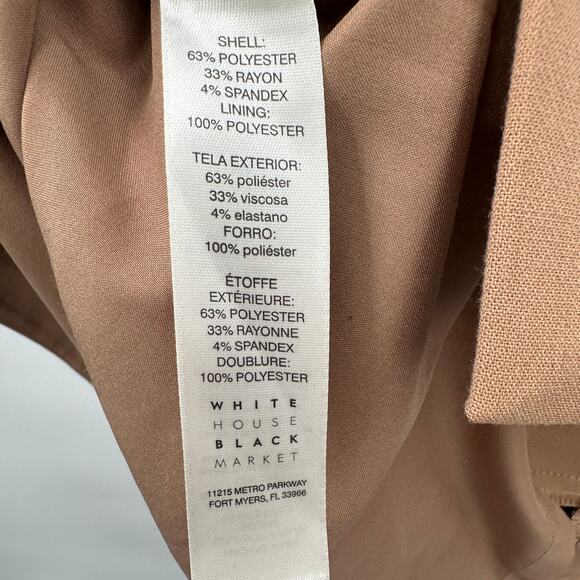 SHELL:
63% POLYESTER
33% RAYON
4% SPANDEX
LINING:
100% POLYESTER
TELA EXTERIOR:
63% poliéster
33% viscosa
4% elastano
FORRO:
100% poliéster
ÉTOFFE
EXTÉRIEURE:
63% POLYESTER
33% RAYONNE
4% SPANDEX
DOUBLURE:
100% POLYESTER
WHITE
HOUSE
BLACK
MARKET
11215 METRO PARKWAY
FORT MYERS, FL 33966